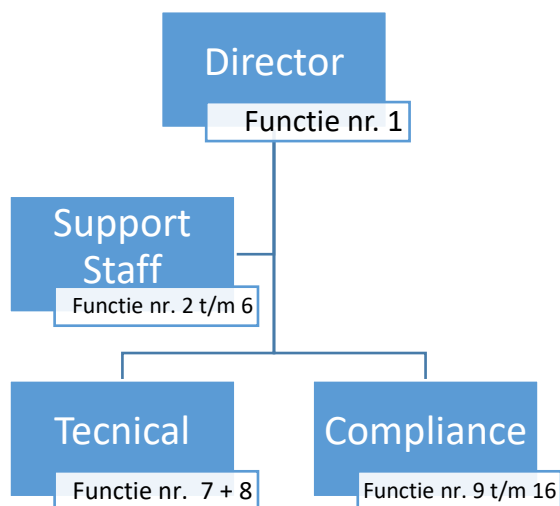 Director
Functie nr. 1
Support
Staff
Functie nr. 2 t/m 6
Tecnical
Functie nr. 7 + 8
Compliance
Functie nr. 9 t/m 16